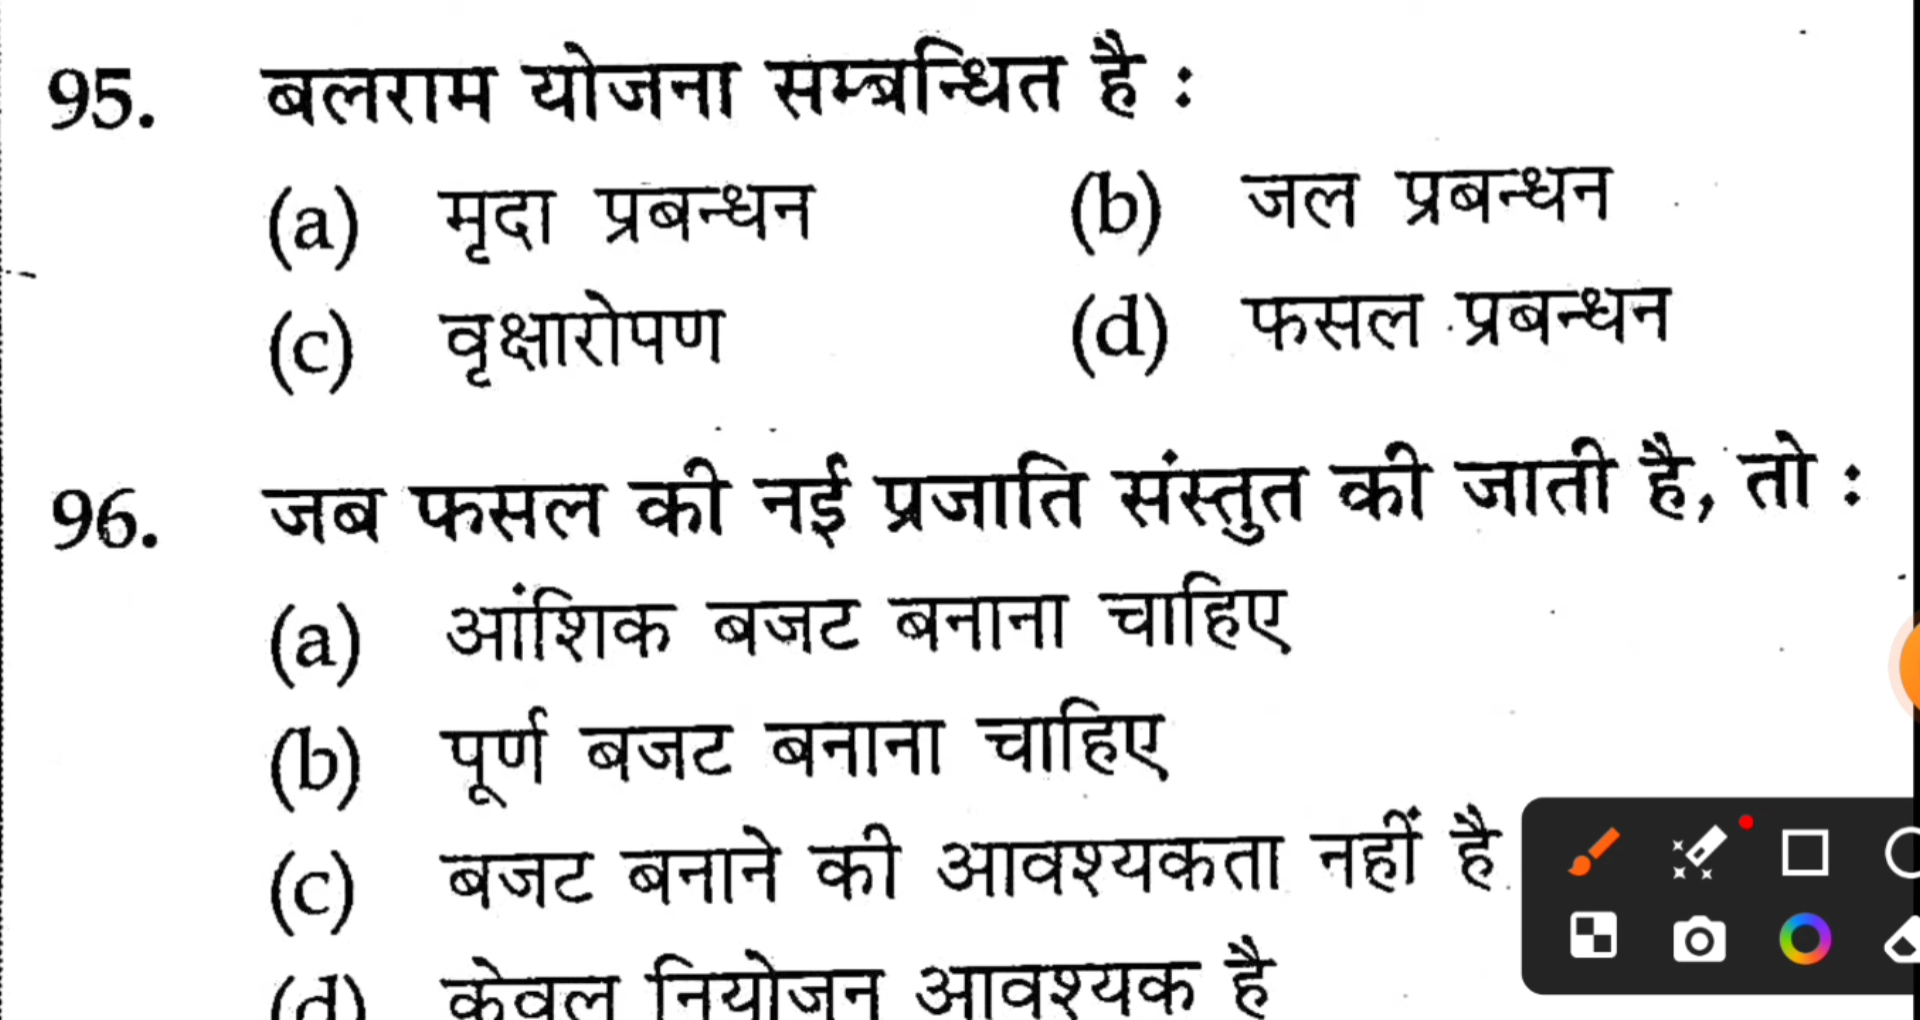 95. बलराम योजना सम्बन्धित है :
(a) मृदा प्रबन्धन (b) जल प्रबन्धन
(c) वृक्षारोपण (d) फसल प्रबन्धन
96. जब फसल की नई प्रजाति संस्तुत की जाती है, तो :
(a) आंशिक बजट बनाना चाहिए
(b) पूर्ण बजट बनाना चाहिए
(c) बजट बनाने की आवश्यकता नहीं है
(d) केवल नियोजन आवश्यक है